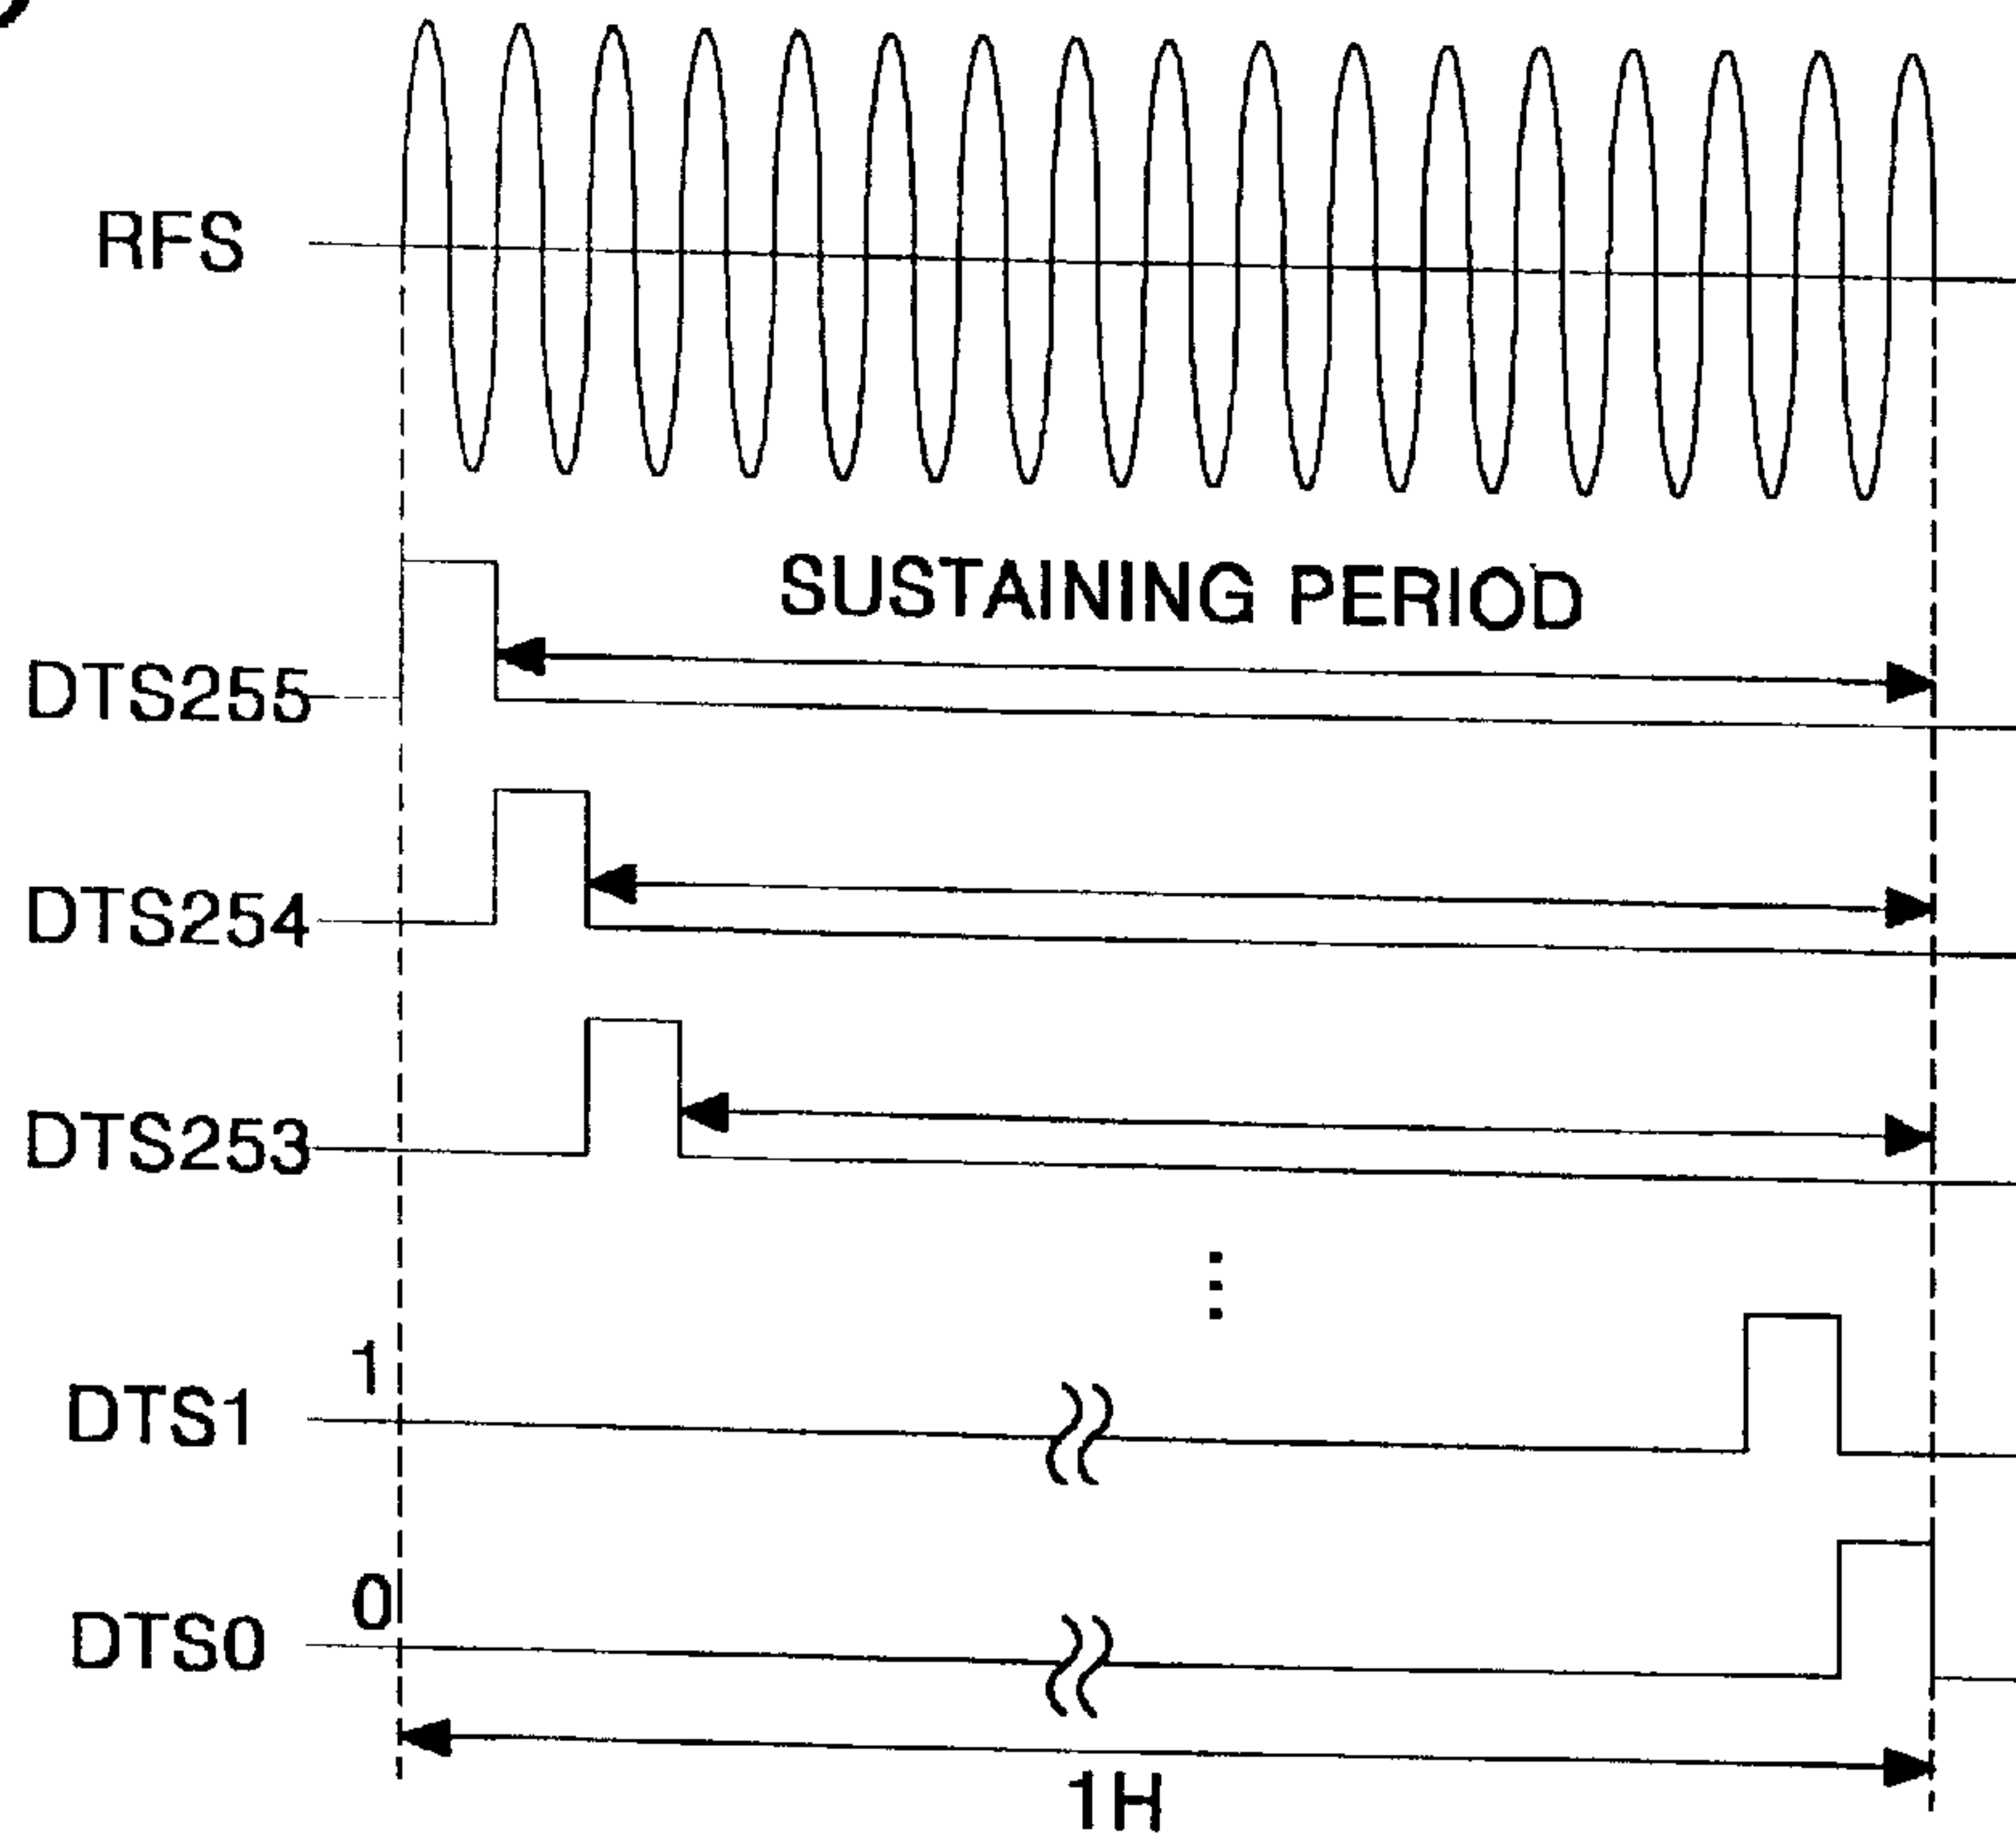 RFS
SUSTAINING PERIOD
DTS255
DTS254
DTS253
1
DTS1
0
DTS0
1H